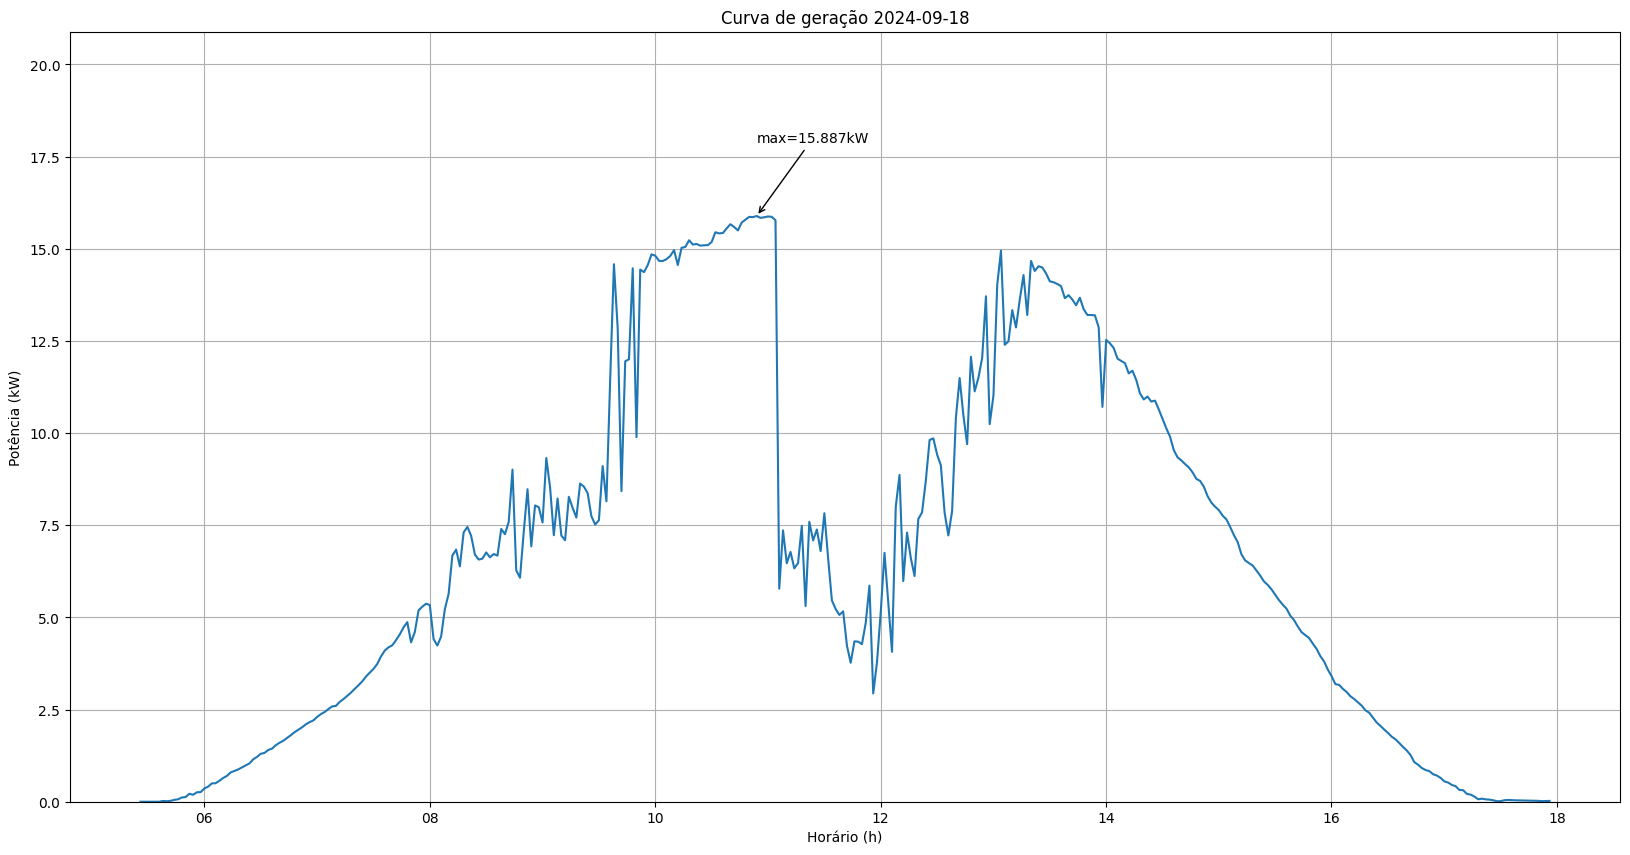 Curva de geração 2024-09-18
20.0
17.5
15.0
12.5
10.0
7.5
5.0
2.5
0.0
Potência (kW)
max=15.887kW
06 08 10 12 14 16 18
Horário (h)